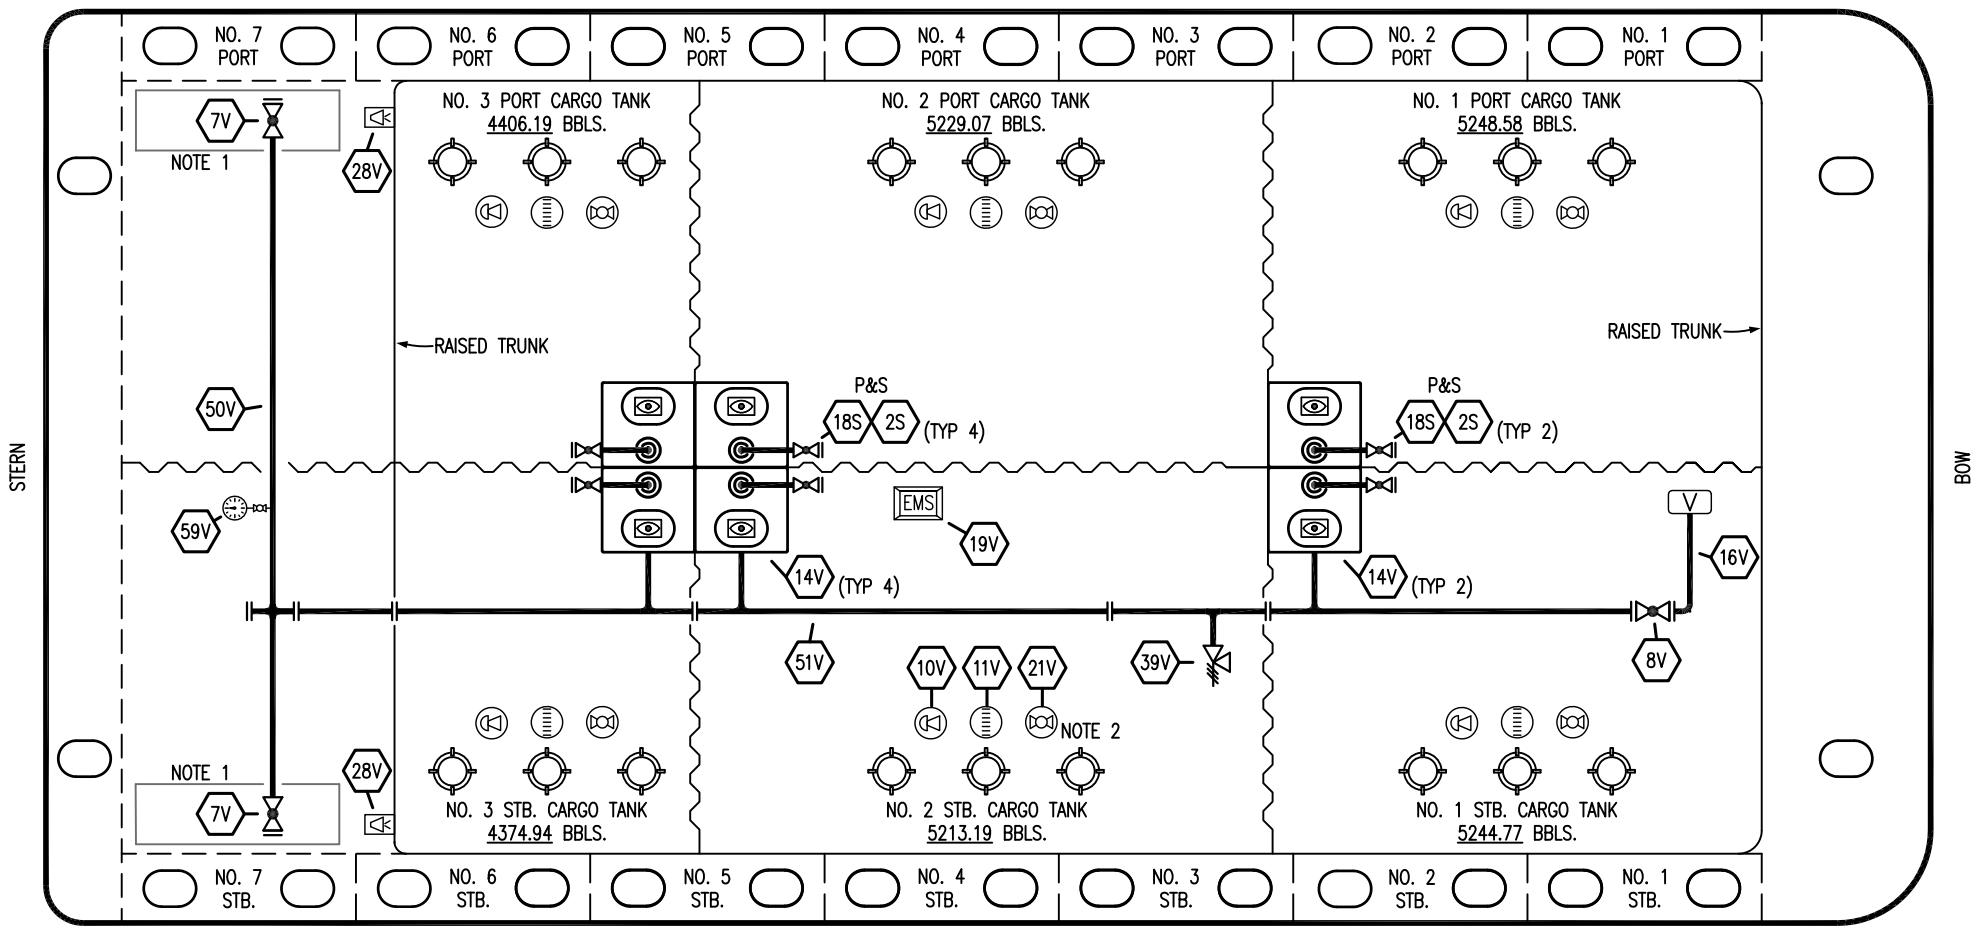 NO. 7
PORT
NO. 6
PORT
NO. 5
PORT
NO. 4
PORT
NO. 3
PORT
NO. 2
PORT
NO. 1
PORT
7V
NOTE 1
28V
NO. 3 PORT CARGO TANK
4406.19 BBLS.
NO. 2 PORT CARGO TANK
5229.07 BBLS.
NO. 1 PORT CARGO TANK
5248.58 BBLS.
RAISED TRUNK
RAISED TRUNK
50V
P&S
18S 2S (TYP 4)
P&S
18S 2S (TYP 2)
STERN
BOW
59V
EMS
19V
V
16V
14V (TYP 4)
14V (TYP 2)
51V
10V
11V
21V
39V
8V
NOTE 2
NOTE 1
7V
28V
NO. 3 STB. CARGO TANK
4374.94 BBLS.
NO. 2 STB. CARGO TANK
5213.19 BBLS.
NO. 1 STB. CARGO TANK
5244.77 BBLS.
NO. 7
STB.
NO. 6
STB.
NO. 5
STB.
NO. 4
STB.
NO. 3
STB.
NO. 2
STB.
NO. 1
STB.